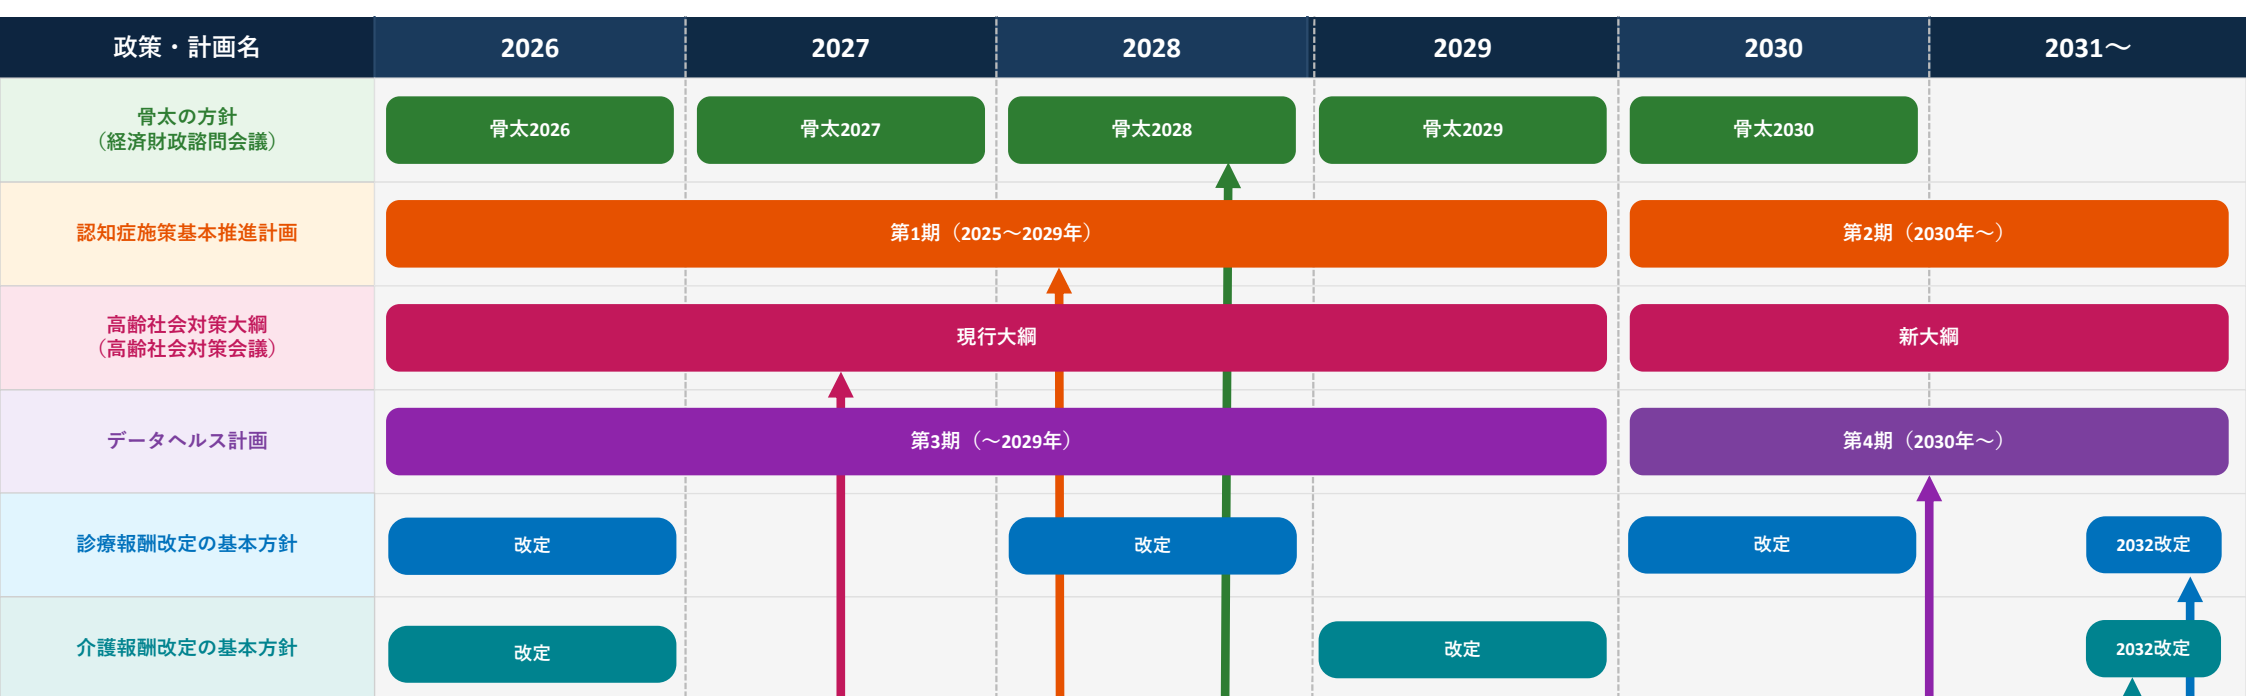 政策・計画名
2026
2027
2028
2029
2030
2031～
骨太の方針
（経済財政諮問会議）
骨太2026
骨太2027
骨太2028
骨太2029
骨太2030
認知症施策基本推進計画
第1期（2025～2029年）
第2期（2030年～）
高齢社会対策大綱
（高齢社会対策会議）
現行大綱
新大綱
データヘルス計画
第3期（～2029年）
第4期（2030年～）
診療報酬改定の基本方針
改定
改定
改定
2032改定
介護報酬改定の基本方針
改定
改定
2032改定